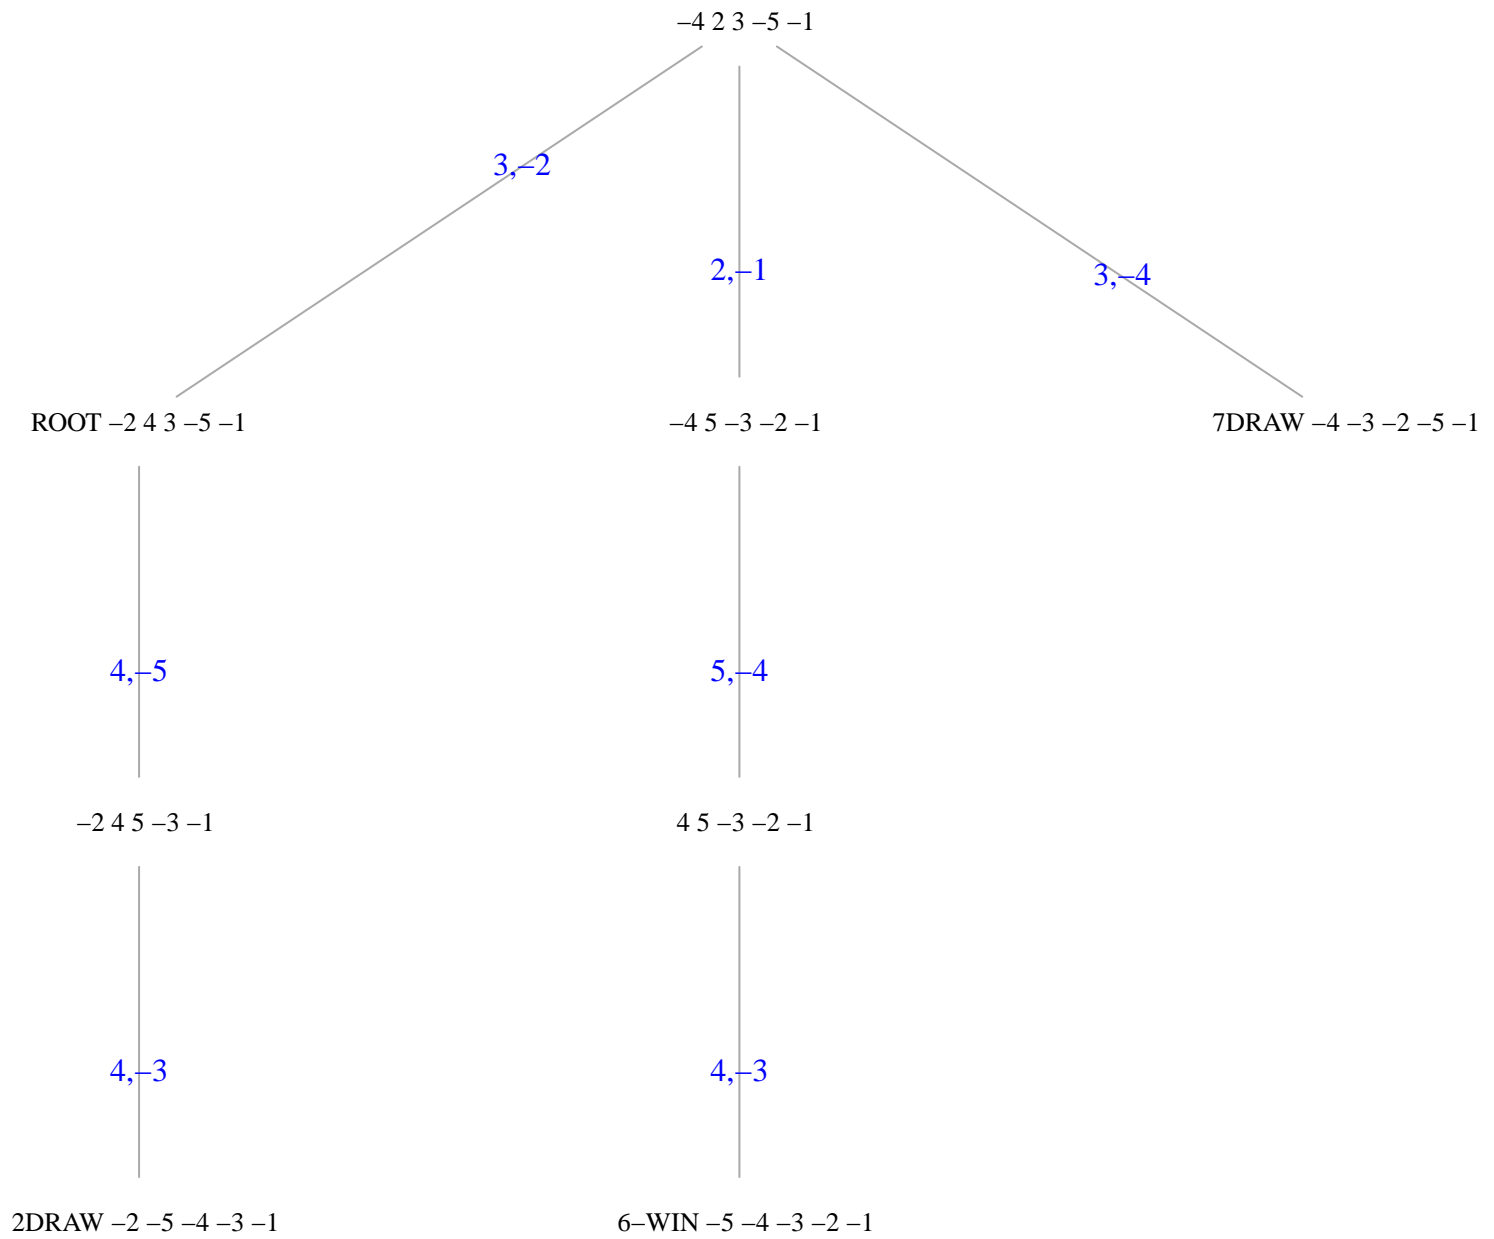 –4 2 3 –5 –1
3,–2
2,–1
3,–4
ROOT –2 4 3 –5 –1
–4 5 –3 –2 –1
7DRAW –4 –3 –2 –5 –1
4,–5
5,–4
–2 4 5 –3 –1
4 5 –3 –2 –1
4,–3
4,–3
2DRAW –2 –5 –4 –3 –1
6–WIN –5 –4 –3 –2 –1